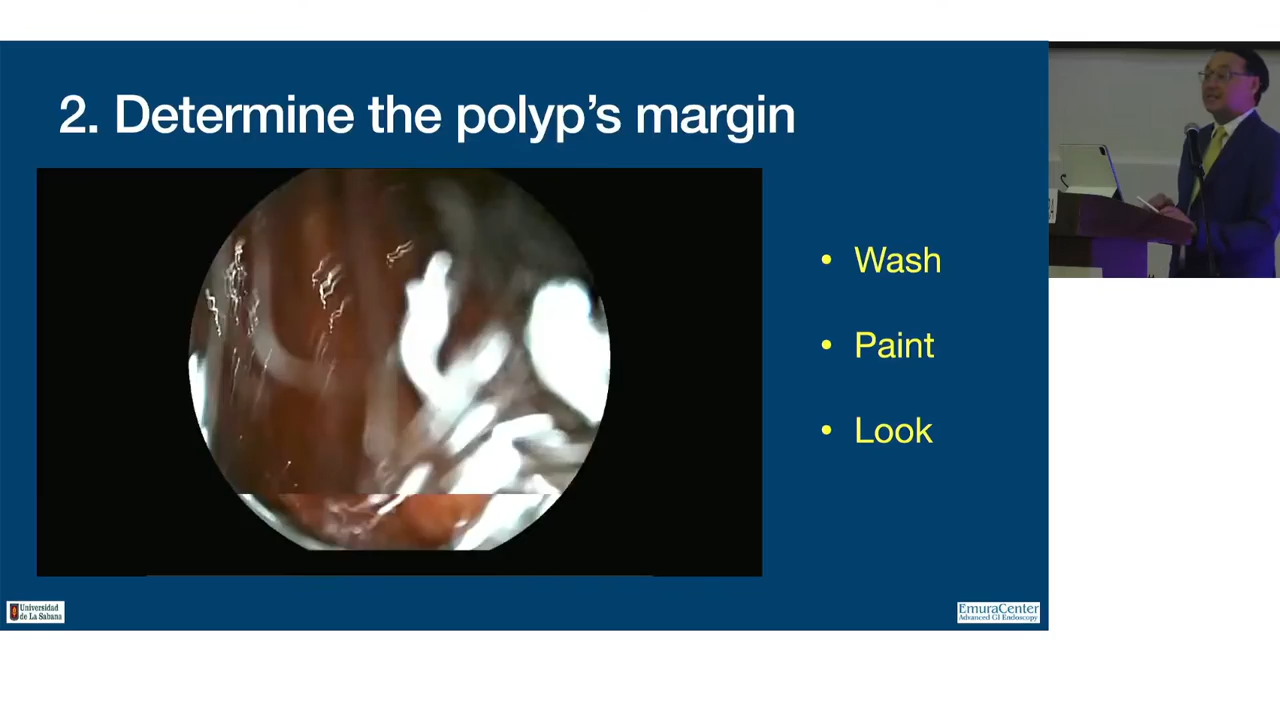 2. Determine the polyp's margin
• Wash
• Paint
• Look
Universidad
de La Sabana
EmuraCenter
Advanced GI Endoscopy